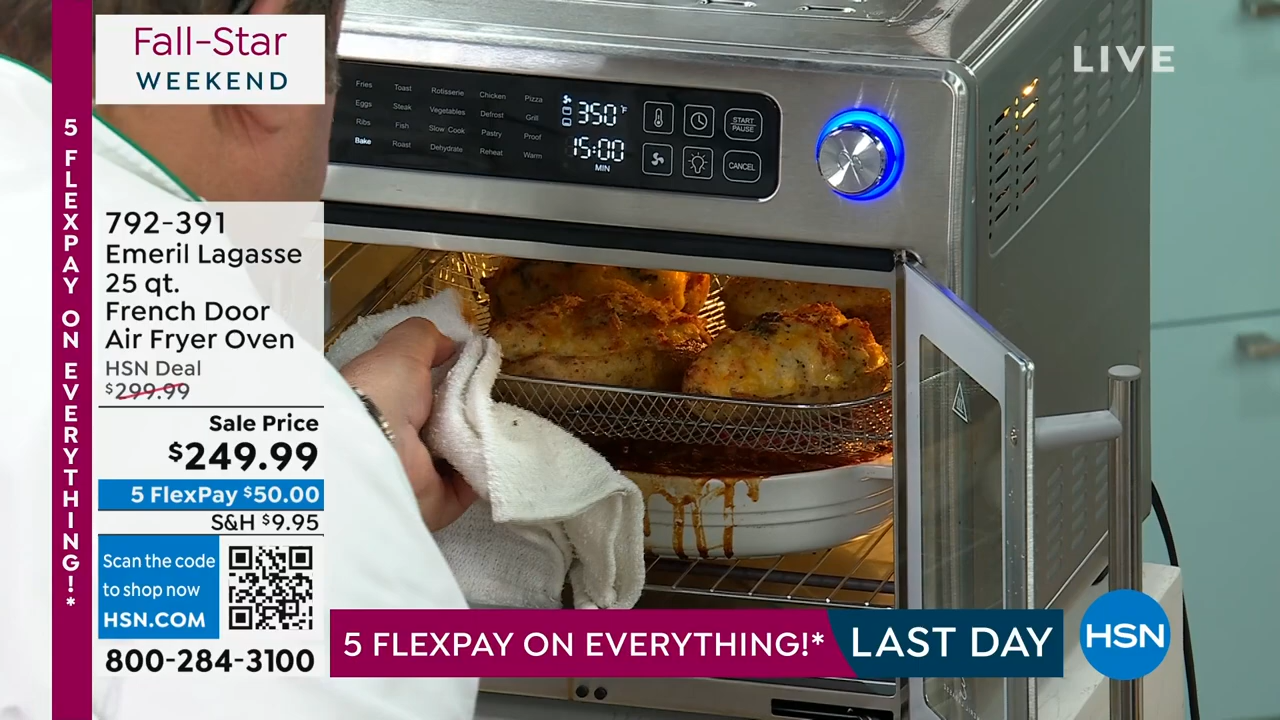 Fall-Star
WEEKEND
LIVE
5 FLEXPAY ON EVERYTHING!*
Fries Toast Rotisserie Chicken Pizza
Eggs Steak Vegetables Defrost Grill
Ribs Fish Slow Cook Pastry Proof
Bake Roast Dehydrate Reheat Warm
350°F
15:00
MIN
START
PAUSE
CANCEL
792-391
Emeril Lagasse
25 qt.
French Door
Air Fryer Oven
HSN Deal
$299.99
Sale Price
$249.99
5 FlexPay $50.00
S&H $9.95
Scan the code
to shop now
HSN.COM
800-284-3100
5 FLEXPAY ON EVERYTHING!* LAST DAY
HSN